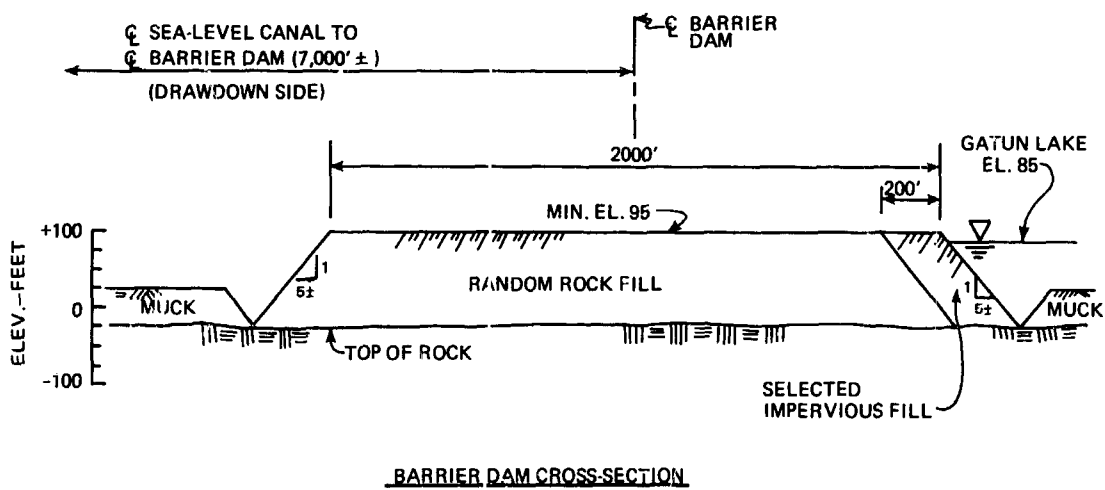 ℄ SEA-LEVEL CANAL TO
℄ BARRIER DAM (7,000' ±)
(DRAWDOWN SIDE)
℄ BARRIER
DAM
2000'
GATUN LAKE
EL. 85
200'
MIN. EL. 95
+100
0
-100
ELEV.-FEET
1
5±
RANDOM ROCK FILL
1
5±
MUCK
MUCK
TOP OF ROCK
SELECTED
IMPERVIOUS FILL
BARRIER DAM CROSS-SECTION